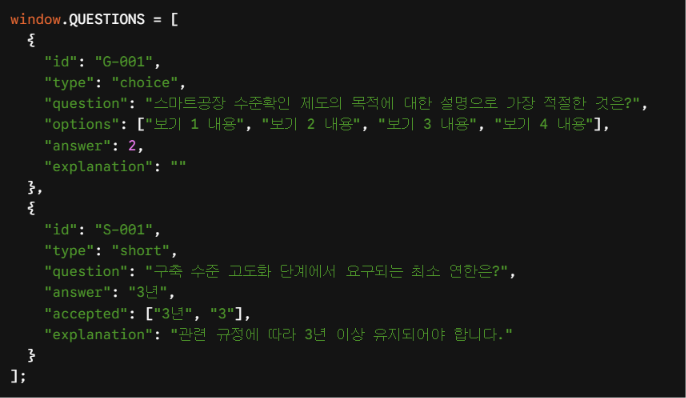 window.QUESTIONS = [
  {
    "id": "G-001",
    "type": "choice",
    "question": "스마트공장 수준확인 제도의 목적에 대한 설명으로 가장 적절한 것은?",
    "options": ["보기 1 내용", "보기 2 내용", "보기 3 내용", "보기 4 내용"],
    "answer": 2,
    "explanation": ""
  },
  {
    "id": "S-001",
    "type": "short",
    "question": "구축 수준 고도화 단계에서 요구되는 최소 연한은?",
    "answer": "3년",
    "accepted": ["3년", "3"],
    "explanation": "관련 규정에 따라 3년 이상 유지되어야 합니다."
  }
];